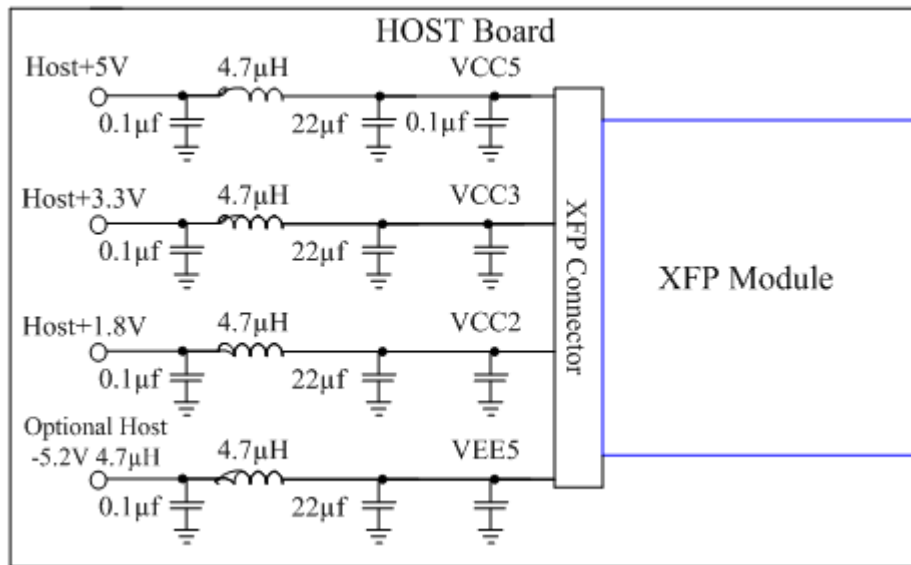 HOST Board
Host+5V
4.7µH
VCC5
0.1µf
22µf
0.1µf
Host+3.3V
4.7µH
VCC3
0.1µf
22µf
Host+1.8V
4.7µH
VCC2
0.1µf
22µf
Optional Host
-5.2V 4.7µH
4.7µH
VEE5
0.1µf
22µf
XFP Connector
XFP Module